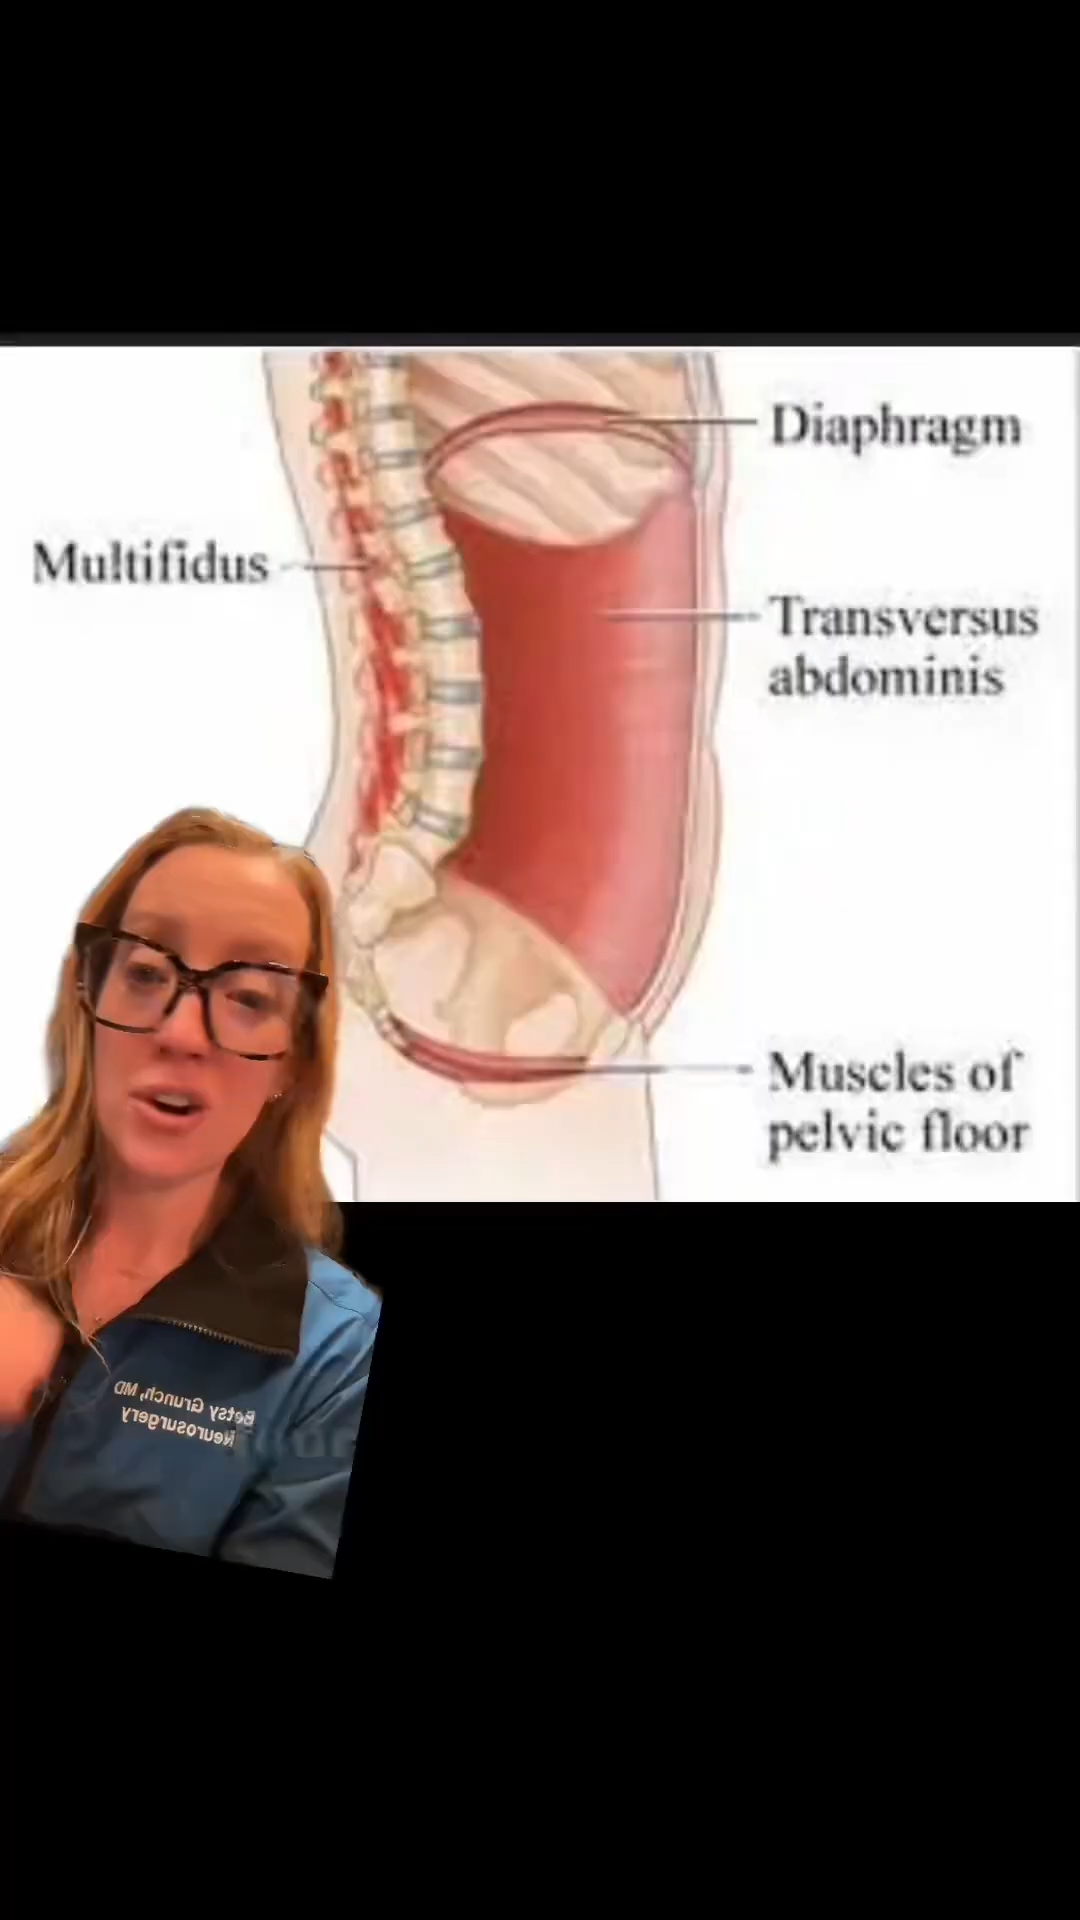 Diaphragm
Multifidus
Transversus
abdominis
Muscles of
pelvic floor
Betsy Grunch, MD
Neurosurgery